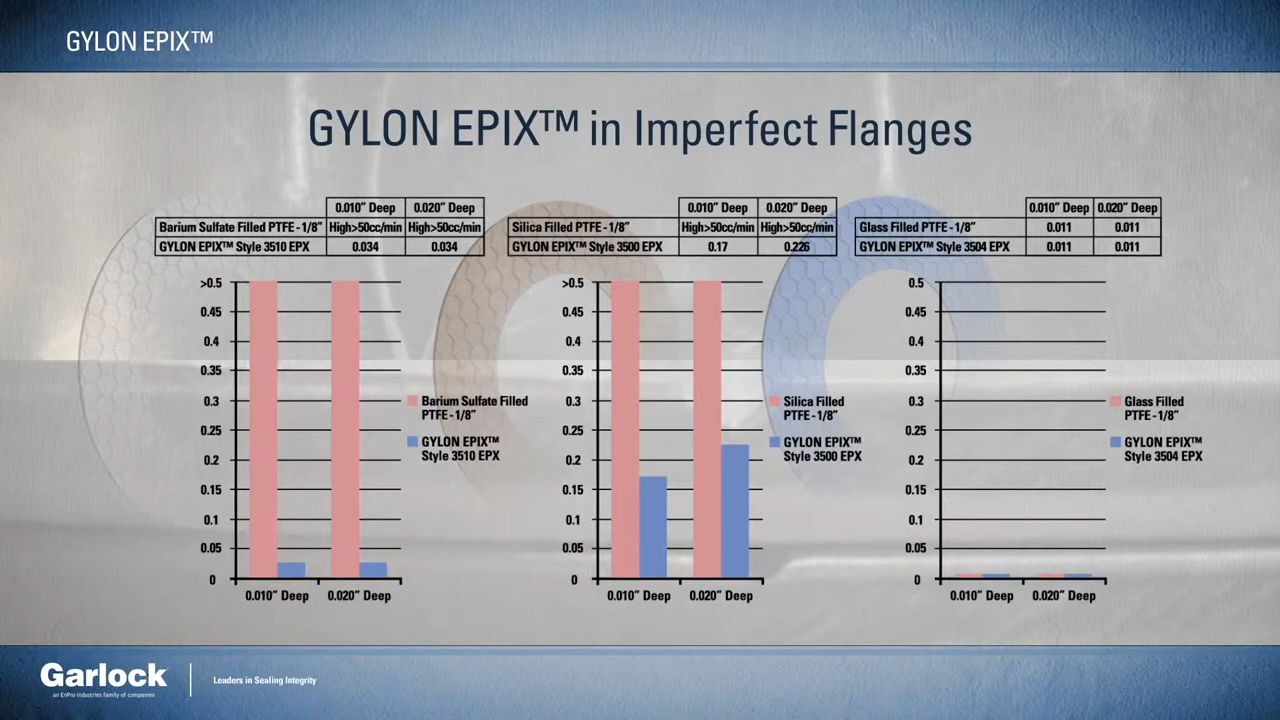 GYLON EPIX™
GYLON EPIX™ in Imperfect Flanges
0.010” Deep 0.020” Deep
Barium Sulfate Filled PTFE - 1/8” High>50cc/min High>50cc/min
GYLON EPIX™ Style 3510 EPX 0.034 0.034
0.010” Deep 0.020” Deep
Silica Filled PTFE - 1/8” High>50cc/min High>50cc/min
GYLON EPIX™ Style 3500 EPX 0.17 0.226
0.010” Deep 0.020” Deep
Glass Filled PTFE - 1/8” 0.011 0.011
GYLON EPIX™ Style 3504 EPX 0.011 0.011
>0.5
0.45
0.4
0.35
0.3
0.25
0.2
0.15
0.1
0.05
0
0.010” Deep 0.020” Deep
Barium Sulfate Filled
PTFE - 1/8”
GYLON EPIX™
Style 3510 EPX
>0.5
0.45
0.4
0.35
0.3
0.25
0.2
0.15
0.1
0.05
0
0.010” Deep 0.020” Deep
Silica Filled
PTFE - 1/8”
GYLON EPIX™
Style 3500 EPX
0.5
0.45
0.4
0.35
0.3
0.25
0.2
0.15
0.1
0.05
0
0.010” Deep 0.020” Deep
Glass Filled
PTFE - 1/8”
GYLON EPIX™
Style 3504 EPX
Garlock
an EnPro Industries family of companies
Leaders in Sealing Integrity